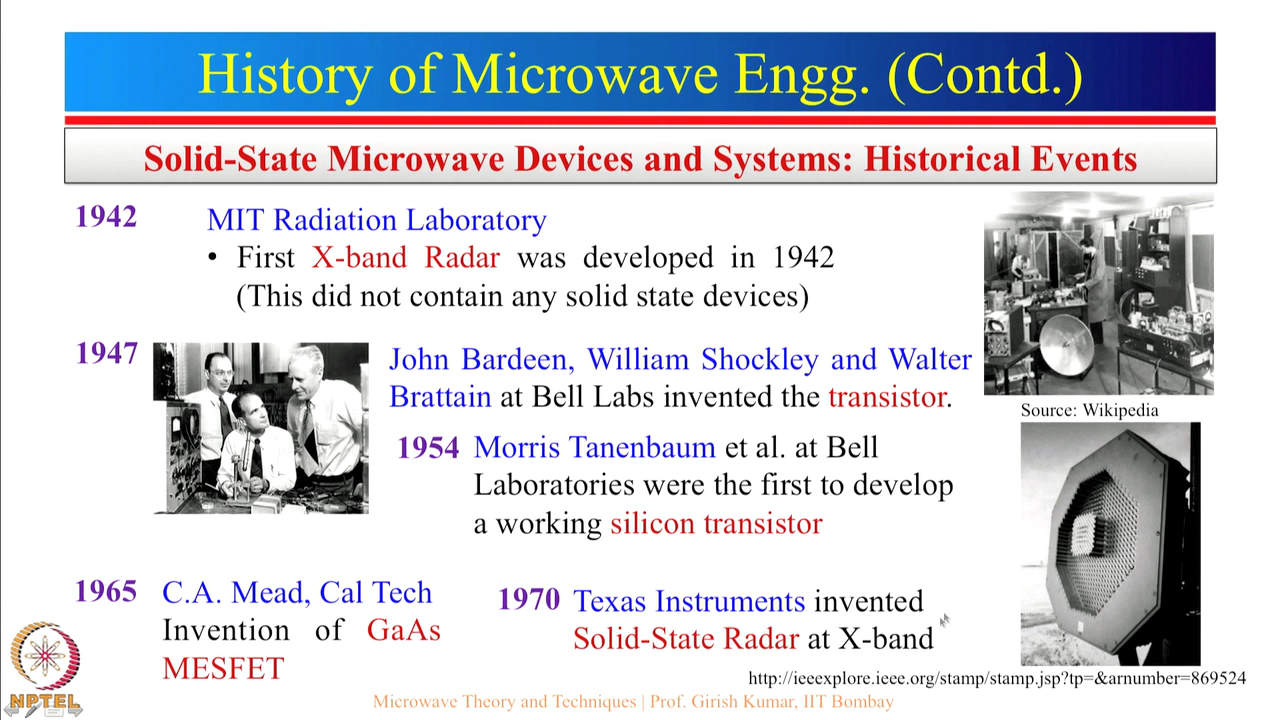 History of Microwave Engg. (Contd.)
Solid-State Microwave Devices and Systems: Historical Events
1942 MIT Radiation Laboratory
• First X-band Radar was developed in 1942
(This did not contain any solid state devices)
Source: Wikipedia
1947 John Bardeen, William Shockley and Walter
Brattain at Bell Labs invented the transistor.
1954 Morris Tanenbaum et al. at Bell
Laboratories were the first to develop
a working silicon transistor
1965 C.A. Mead, Cal Tech
Invention of GaAs
MESFET
1970 Texas Instruments invented
Solid-State Radar at X-band
http://ieeexplore.ieee.org/stamp/stamp.jsp?tp=&arnumber=869524
NPTEL
Microwave Theory and Techniques | Prof. Girish Kumar, IIT Bombay